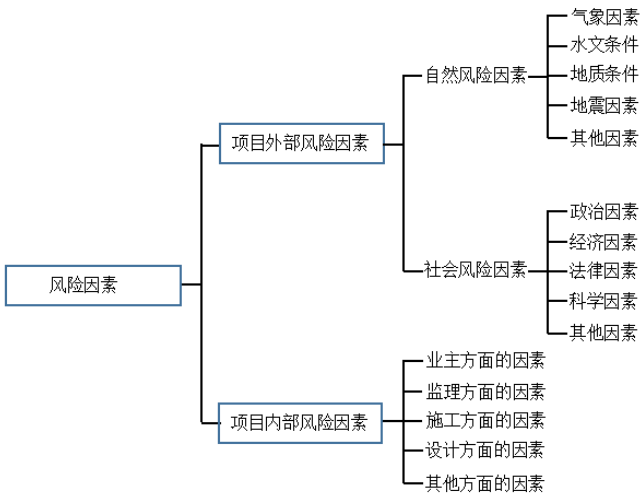 风险因素
项目外部风险因素
自然风险因素
气象因素
水文条件
地质条件
地震因素
其他因素
社会风险因素
政治因素
经济因素
法律因素
科学因素
其他因素
项目内部风险因素
业主方面的因素
监理方面的因素
施工方面的因素
设计方面的因素
其他方面的因素